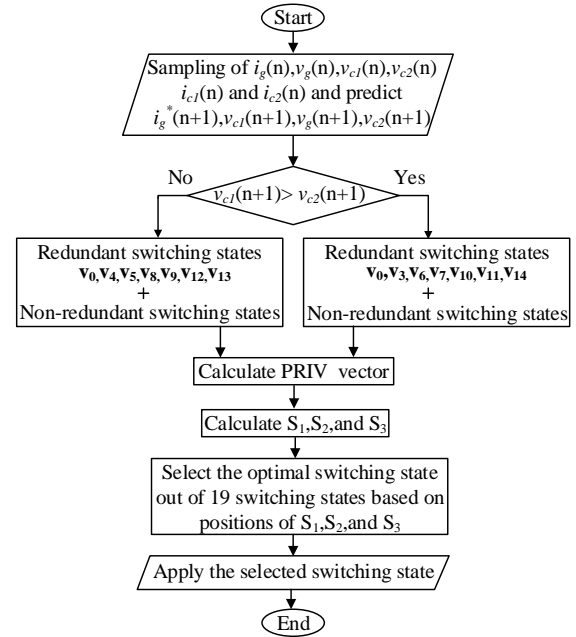 Start
Sampling of i_g(n),v_g(n),v_c1(n),v_c2(n)
i_c1(n) and i_c2(n) and predict
i_g*(n+1),v_c1(n+1),v_g(n+1),v_c2(n+1)
No
v_c1(n+1)> v_c2(n+1)
Yes
Redundant switching states
v0,v4,v5,v8,v9,v12,v13
+
Non-redundant switching states
Redundant switching states
v0,v3,v6,v7,v10,v11,v14
+
Non-redundant switching states
Calculate PRIV vector
Calculate S1,S2,and S3
Select the optimal switching state
out of 19 switching states based on
positions of S1,S2,and S3
Apply the selected switching state
End